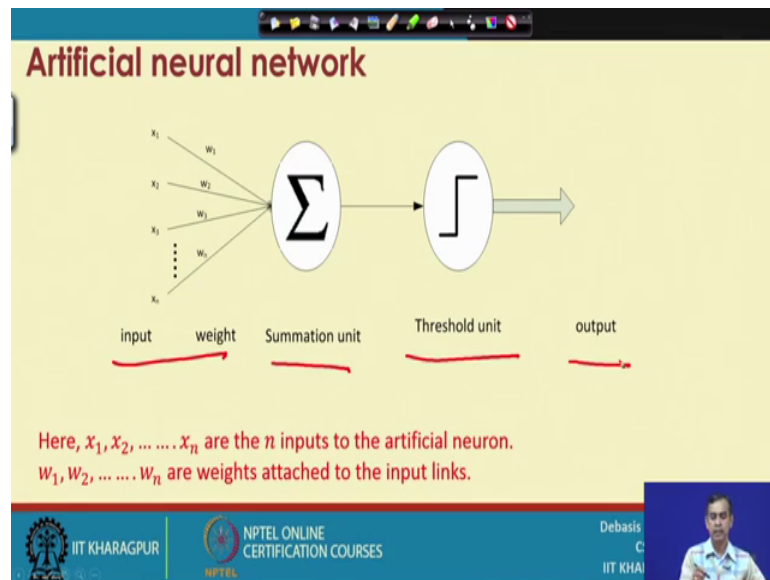 Artificial neural network
x₁
w₁
x₂
w₂
x₃
w₃
wₙ
xₙ
Σ
input weight Summation unit Threshold unit output
Here, x₁, x₂, ... .... xₙ are the n inputs to the artificial neuron.
w₁, w₂, ... .... wₙ are weights attached to the input links.
IIT KHARAGPUR
NPTEL
NPTEL ONLINE
CERTIFICATION COURSES
Debasis